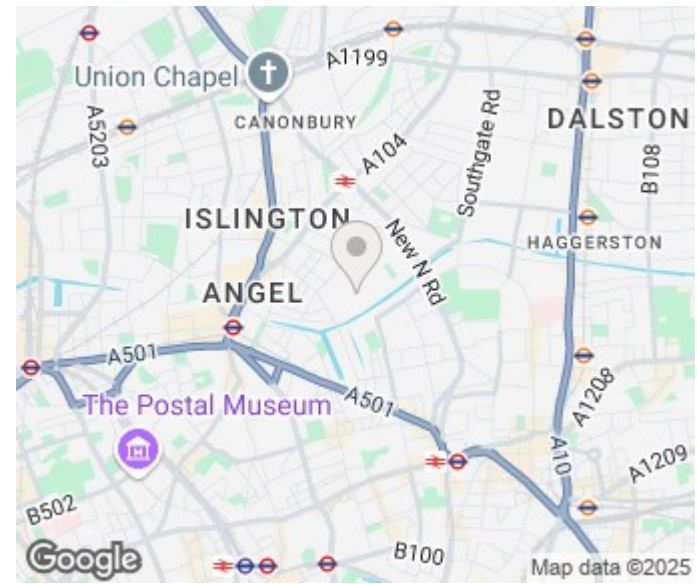 A1199
Union Chapel
CANONBURY
A5203
A104
DALSTON
B108
Southgate Rd
ISLINGTON
New N Rd
HAGGERSTON
ANGEL
A501
A501
The Postal Museum
A1208
A10
A1209
B502
B100
Google
Map data ©2025